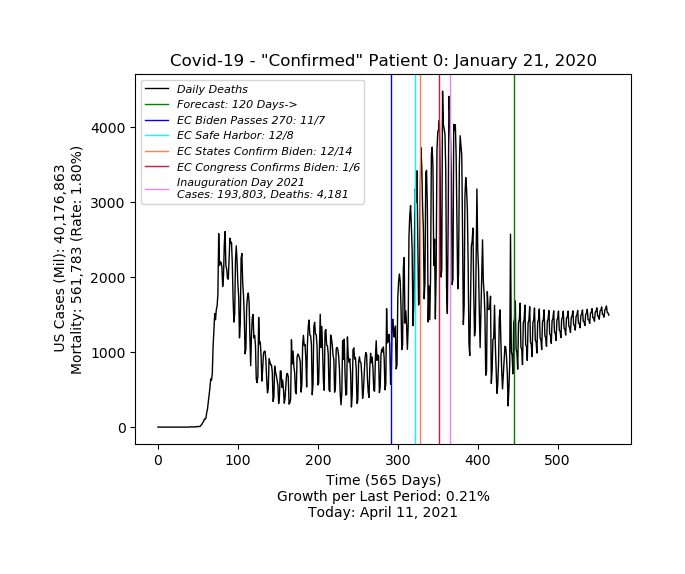 Covid-19 - "Confirmed" Patient 0: January 21, 2020
Daily Deaths
Forecast: 120 Days->
EC Biden Passes 270: 11/7
EC Safe Harbor: 12/8
EC States Confirm Biden: 12/14
EC Congress Confirms Biden: 1/6
Inauguration Day 2021
Cases: 193,803, Deaths: 4,181
US Cases (Mil): 40,176,863
Mortality: 561,783 (Rate: 1.80%)
4000
3000
2000
1000
0
0 100 200 300 400 500
Time (565 Days)
Growth per Last Period: 0.21%
Today: April 11, 2021